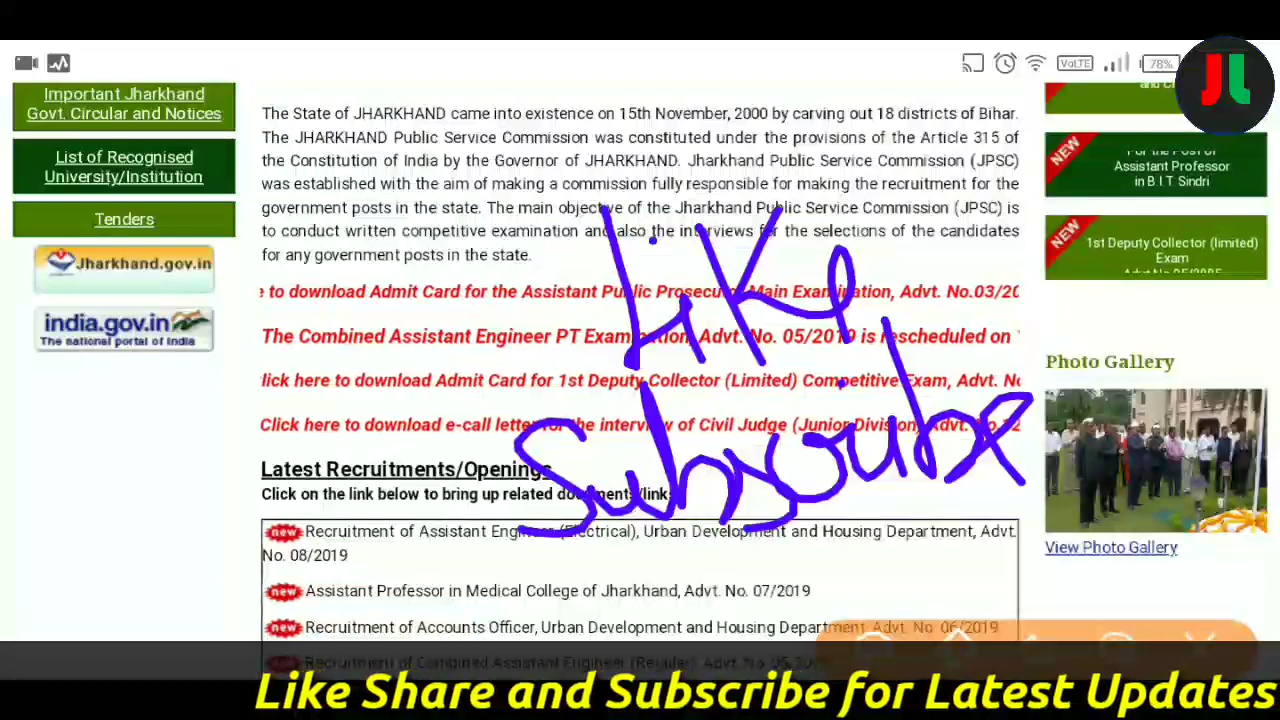 VoLTE
78%
JL
Important Jharkhand
Govt. Circular and Notices
List of Recognised
University/Institution
Tenders
Jharkhand.gov.in
india.gov.in
The national portal of India
The State of JHARKHAND came into existence on 15th November, 2000 by carving out 18 districts of Bihar.
The JHARKHAND Public Service Commission was constituted under the provisions of the Article 315 of
the Constitution of India by the Governor of JHARKHAND. Jharkhand Public Service Commission (JPSC)
was established with the aim of making a commission fully responsible for making the recruitment for the
government posts in the state. The main objective of the Jharkhand Public Service Commission (JPSC) is
to conduct written competitive examination and also the interviews for the selections of the candidates
for any government posts in the state.
to download Admit Card for the Assistant Public Prosecutor Main Examination, Advt. No.03/20
The Combined Assistant Engineer PT Examination, Advt. No. 05/2019 is rescheduled on
lick here to download Admit Card for 1st Deputy Collector (Limited) Competitive Exam, Advt. No
Click here to download e-call letter for the interview of Civil Judge (Junior Division) Advt. No.
Like
Subscribe
Latest Recruitments/Openings
Click on the link below to bring up related documents/links
new Recruitment of Assistant Engineer (Electrical), Urban Development and Housing Department, Advt.
No. 08/2019
new Assistant Professor in Medical College of Jharkhand, Advt. No. 07/2019
new Recruitment of Accounts Officer, Urban Development and Housing Department Advt. No. 06/2019
new Recruitment of Combined Assistant Engineer (Regular), Advt. No. 05/20
NEW
For the Post of
Assistant Professor
in B.I.T Sindri
NEW
1st Deputy Collector (limited)
Exam
Photo Gallery
View Photo Gallery
Like Share and Subscribe for Latest Updates